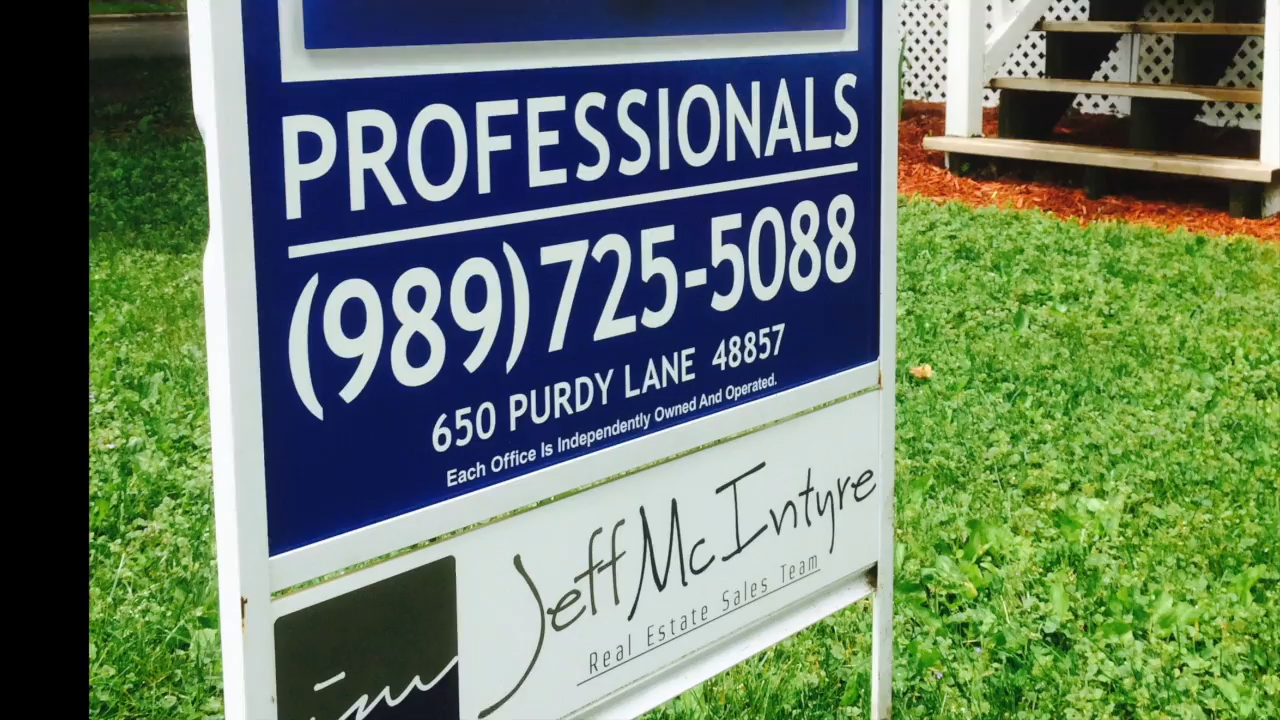 PROFESSIONALS
(989)725-5088
650 PURDY LANE 48857
Each Office Is Independently Owned And Operated.
Jeff McIntyre
Real Estate Sales Team